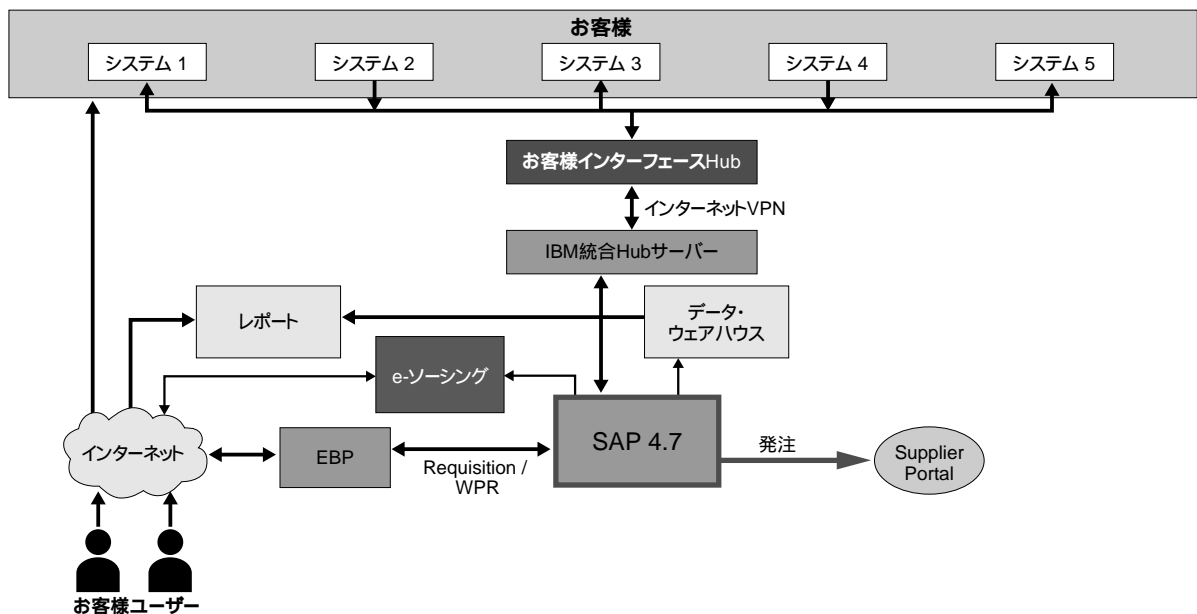 お客様
システム 1
システム 2
システム 3
システム 4
システム 5
お客様インターフェースHub
インターネットVPN
IBM統合Hubサーバー
レポート
データ・
ウェアハウス
e-ソーシング
インターネット
EBP
Requisition /
WPR
SAP 4.7
発注
Supplier
Portal
お客様ユーザー